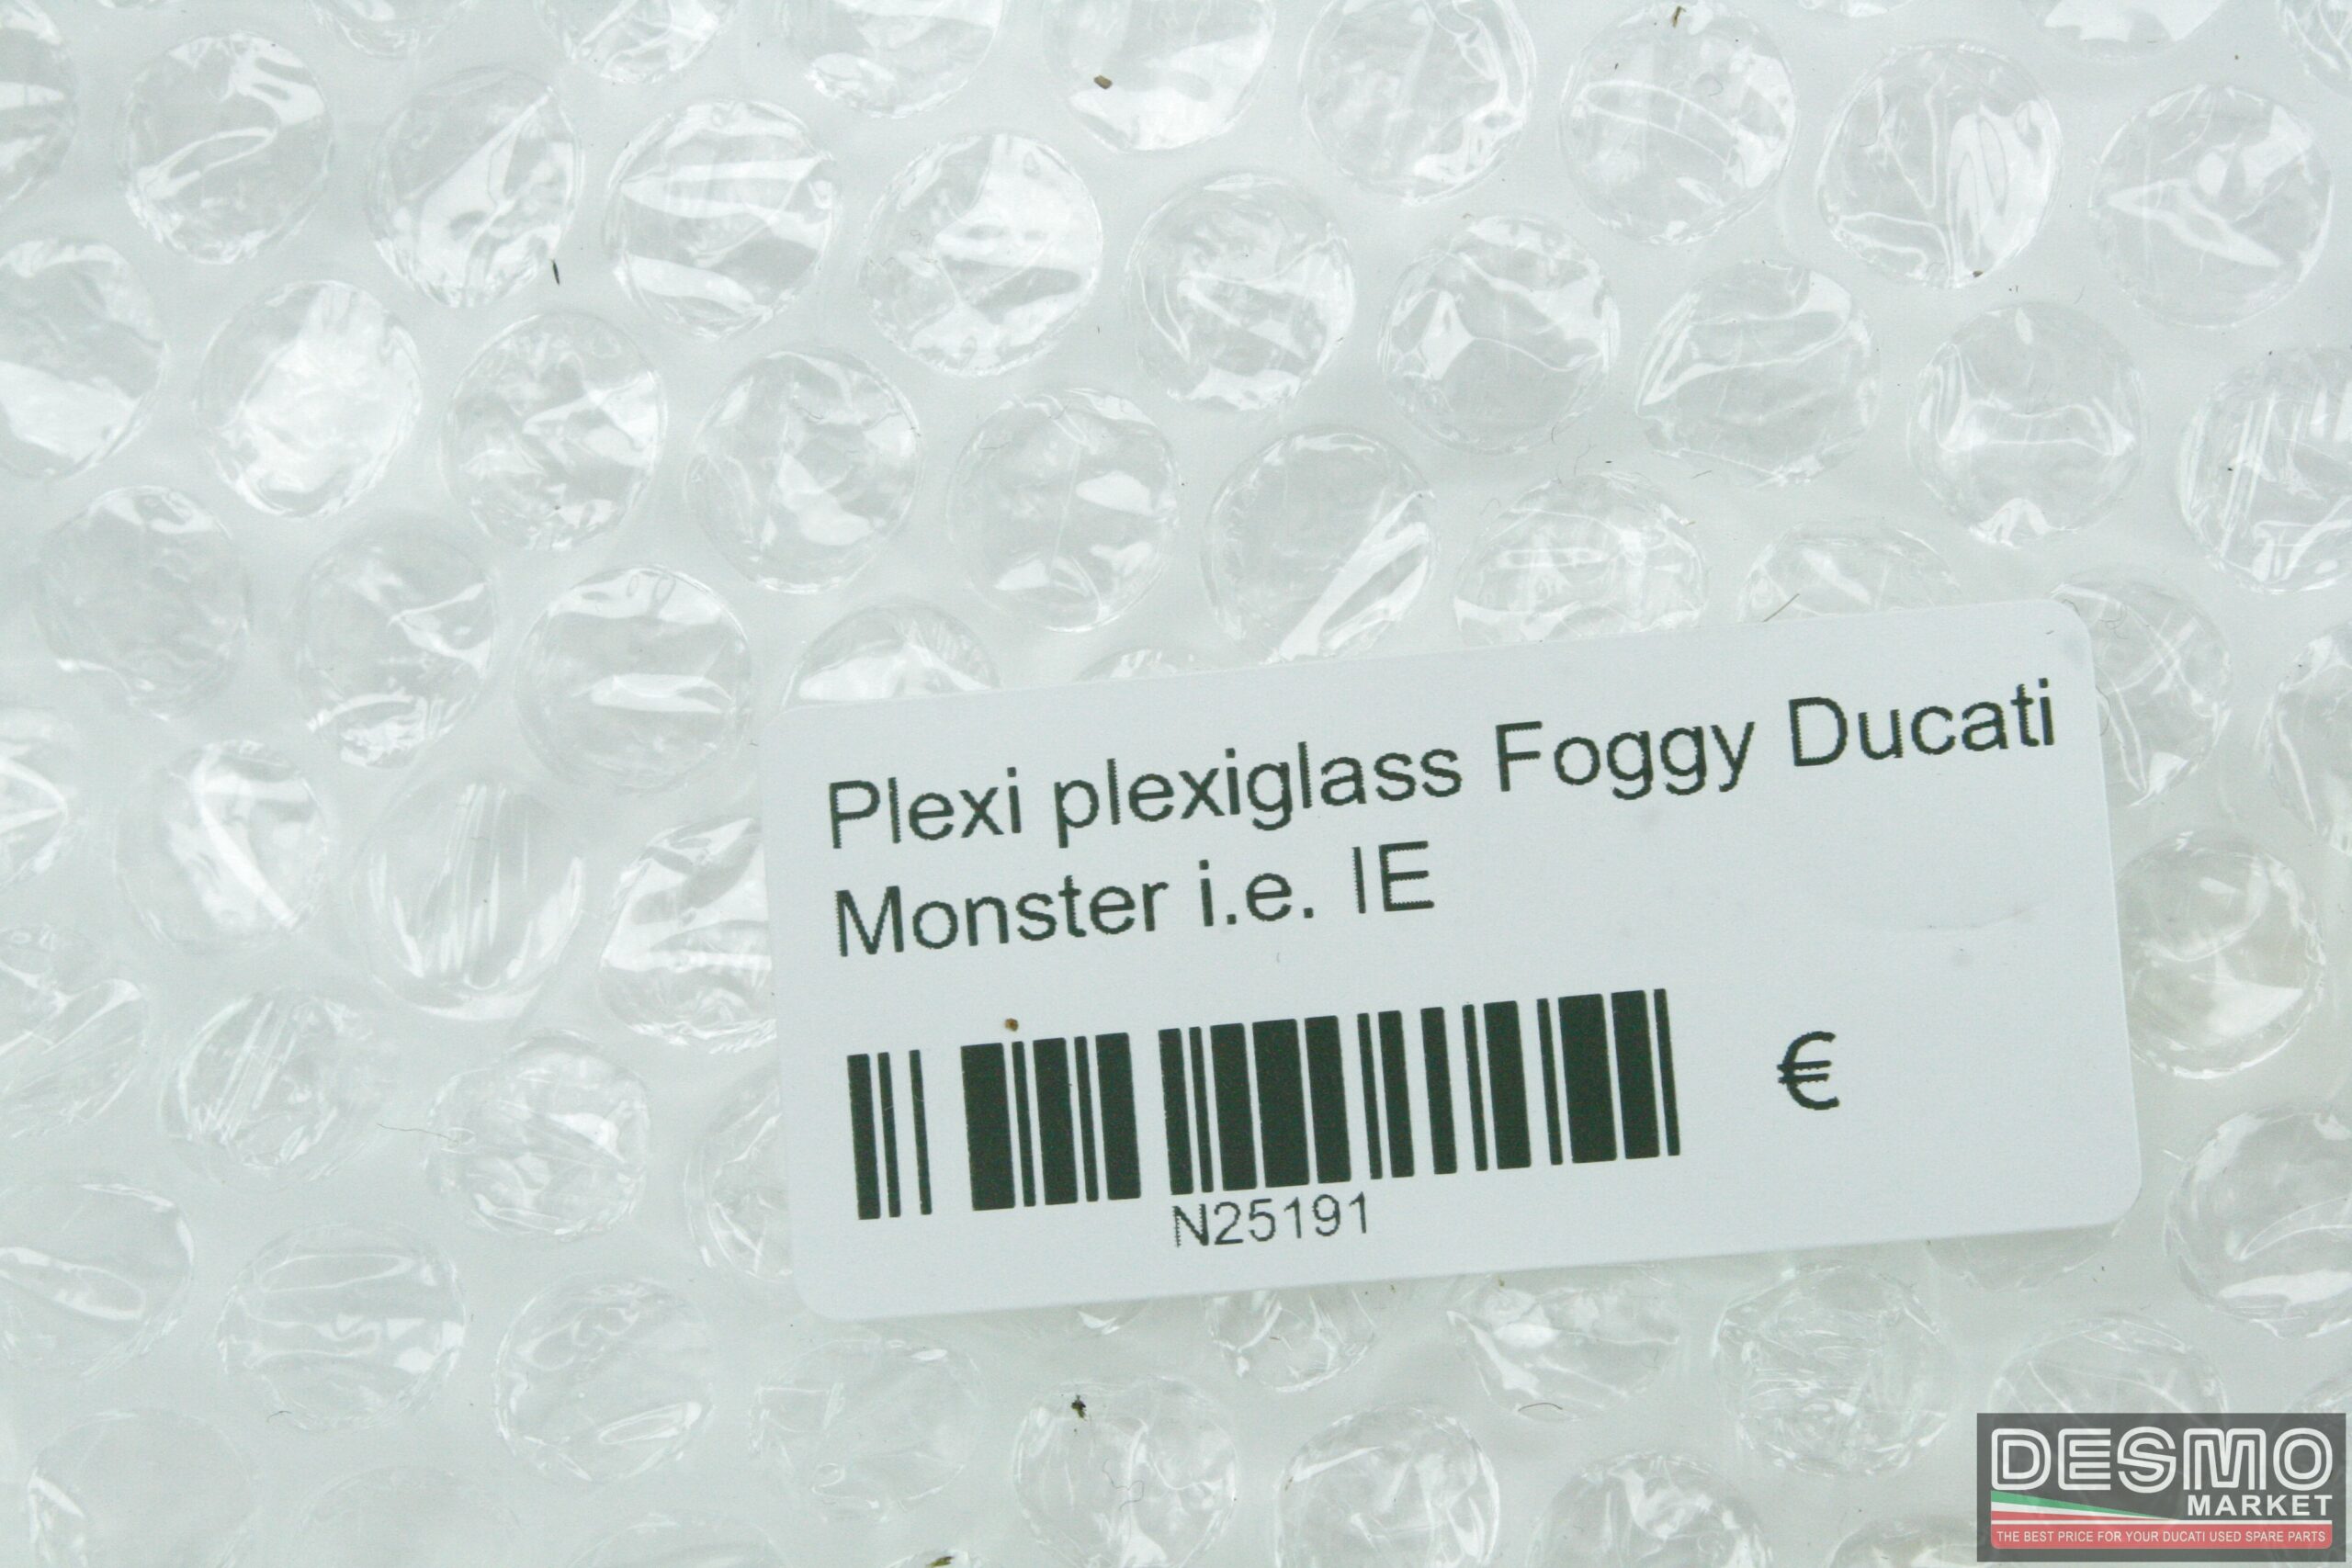 Plexi plexiglass Foggy Ducati
Monster i.e. IE
€
N25191
DESMO
MARKET
THE BEST PRICE FOR YOUR DUCATI USED SPARE PARTS